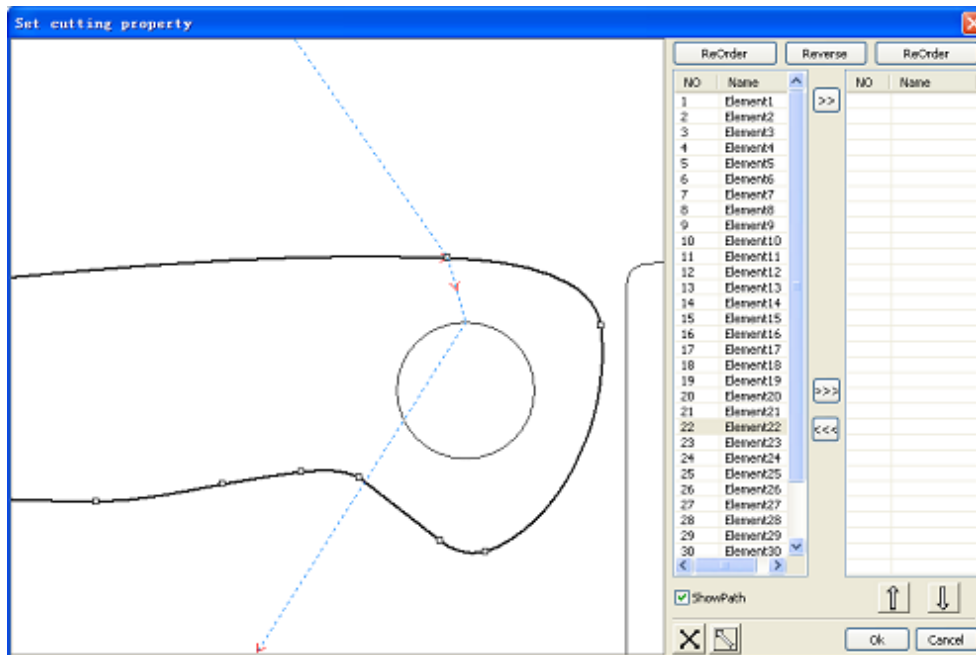 Set cutting property
ReOrder Reverse ReOrder
NO Name NO Name
1 Element1
>>
2 Element2
3 Element3
4 Element4
5 Element5
6 Element6
7 Element7
8 Element8
9 Element9
10 Element10
11 Element11
12 Element12
13 Element13
14 Element14
15 Element15
16 Element16
17 Element17
18 Element18
19 Element19
>>>
20 Element20
21 Element21
22 Element22
<<<
23 Element23
24 Element24
25 Element25
26 Element26
27 Element27
28 Element28
29 Element29
30 Element30
ShowPath
Ok Cancel